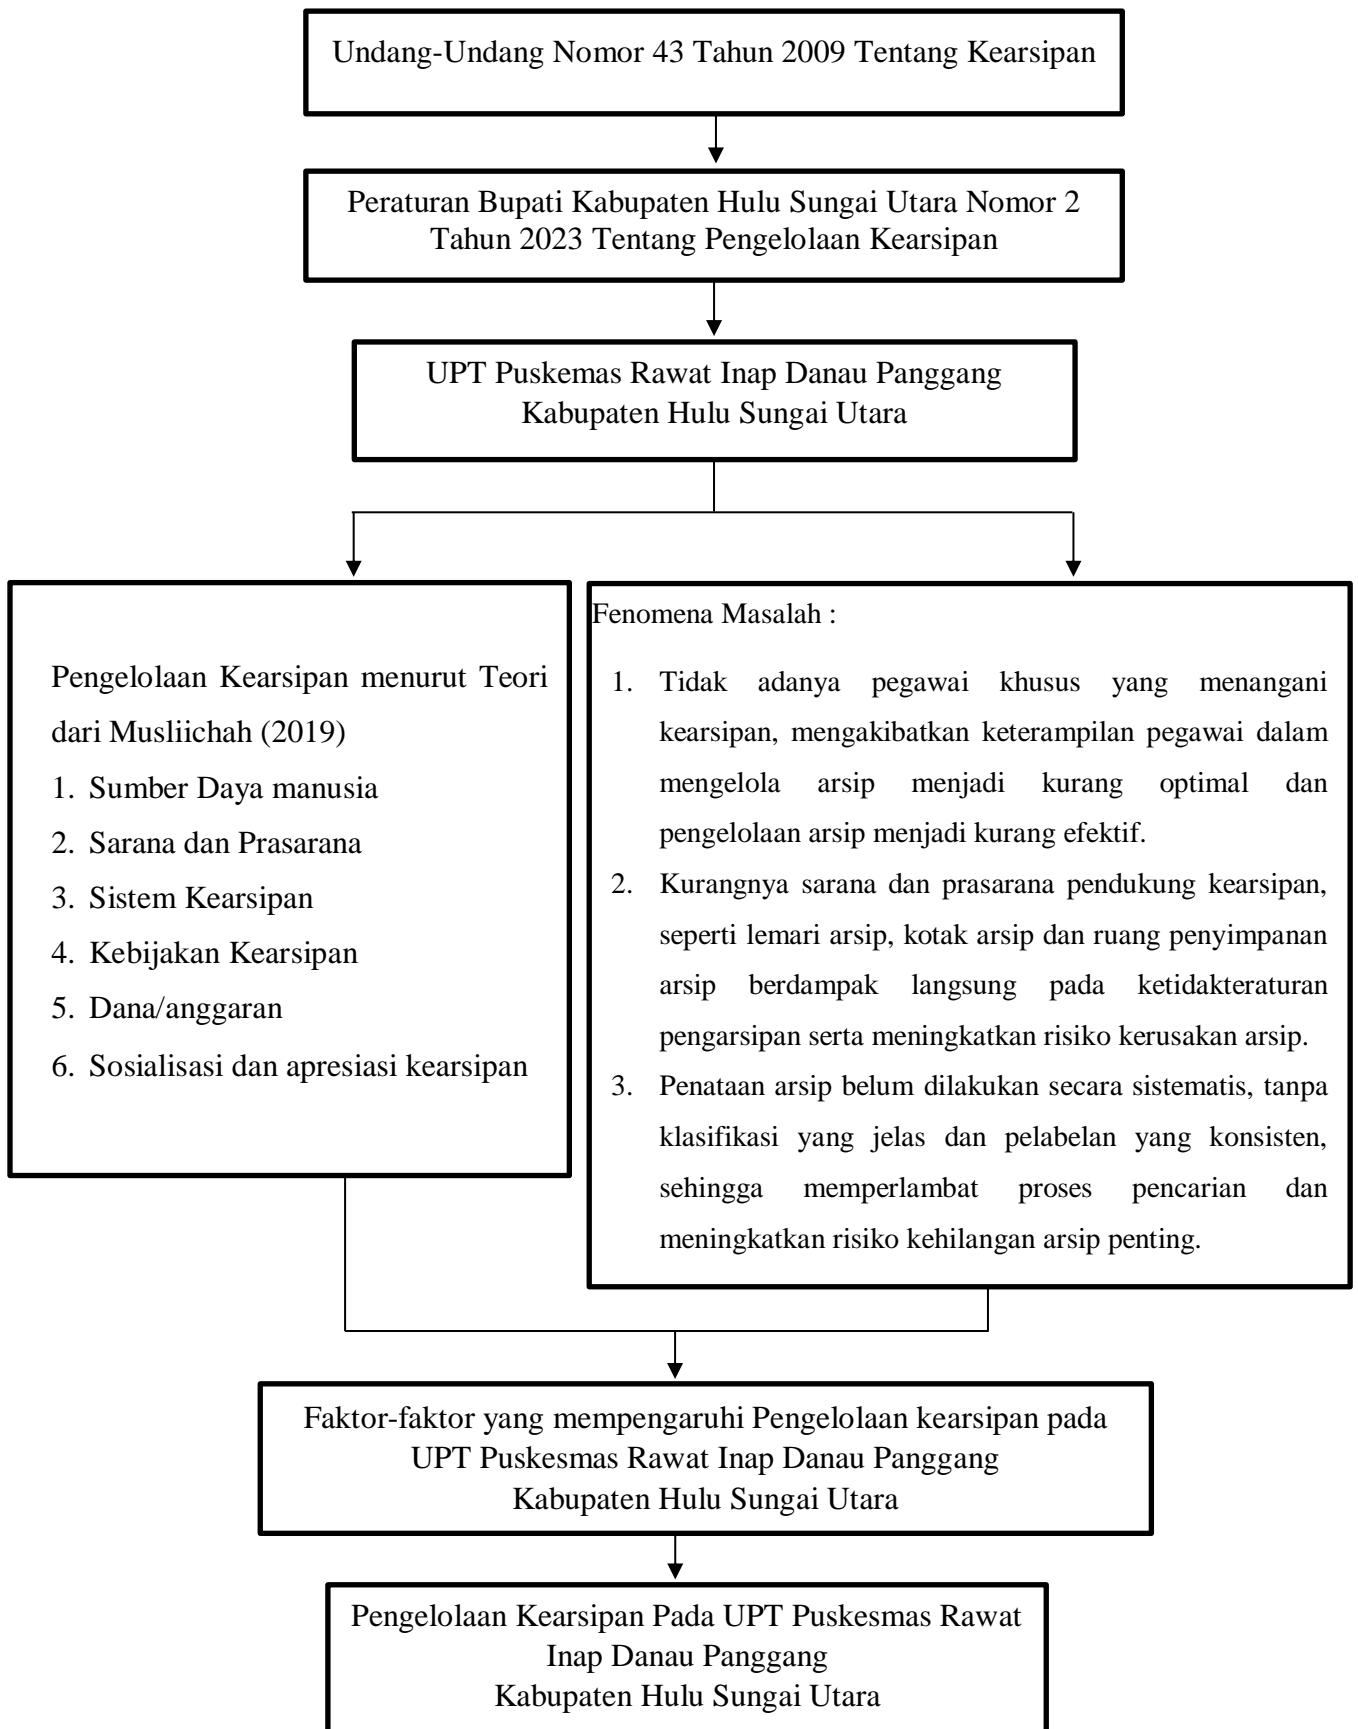 Undang-Undang Nomor 43 Tahun 2009 Tentang Kearsipan
Peraturan Bupati Kabupaten Hulu Sungai Utara Nomor 2
Tahun 2023 Tentang Pengelolaan Kearsipan
UPT Puskemas Rawat Inap Danau Panggang
Kabupaten Hulu Sungai Utara
Pengelolaan Kearsipan menurut Teori
dari Musliichah (2019)
1. Sumber Daya manusia
2. Sarana dan Prasarana
3. Sistem Kearsipan
4. Kebijakan Kearsipan
5. Dana/anggaran
6. Sosialisasi dan apresiasi kearsipan
Fenomena Masalah :
1. Tidak adanya pegawai khusus yang menangani
kearsipan, mengakibatkan keterampilan pegawai dalam
mengelola arsip menjadi kurang optimal dan
pengelolaan arsip menjadi kurang efektif.
2. Kurangnya sarana dan prasarana pendukung kearsipan,
seperti lemari arsip, kotak arsip dan ruang penyimpanan
arsip berdampak langsung pada ketidakteraturan
pengarsipan serta meningkatkan risiko kerusakan arsip.
3. Penataan arsip belum dilakukan secara sistematis, tanpa
klasifikasi yang jelas dan pelabelan yang konsisten,
sehingga memperlambat proses pencarian dan
meningkatkan risiko kehilangan arsip penting.
Faktor-faktor yang mempengaruhi Pengelolaan kearsipan pada
UPT Puskesmas Rawat Inap Danau Panggang
Kabupaten Hulu Sungai Utara
Pengelolaan Kearsipan Pada UPT Puskesmas Rawat
Inap Danau Panggang
Kabupaten Hulu Sungai Utara